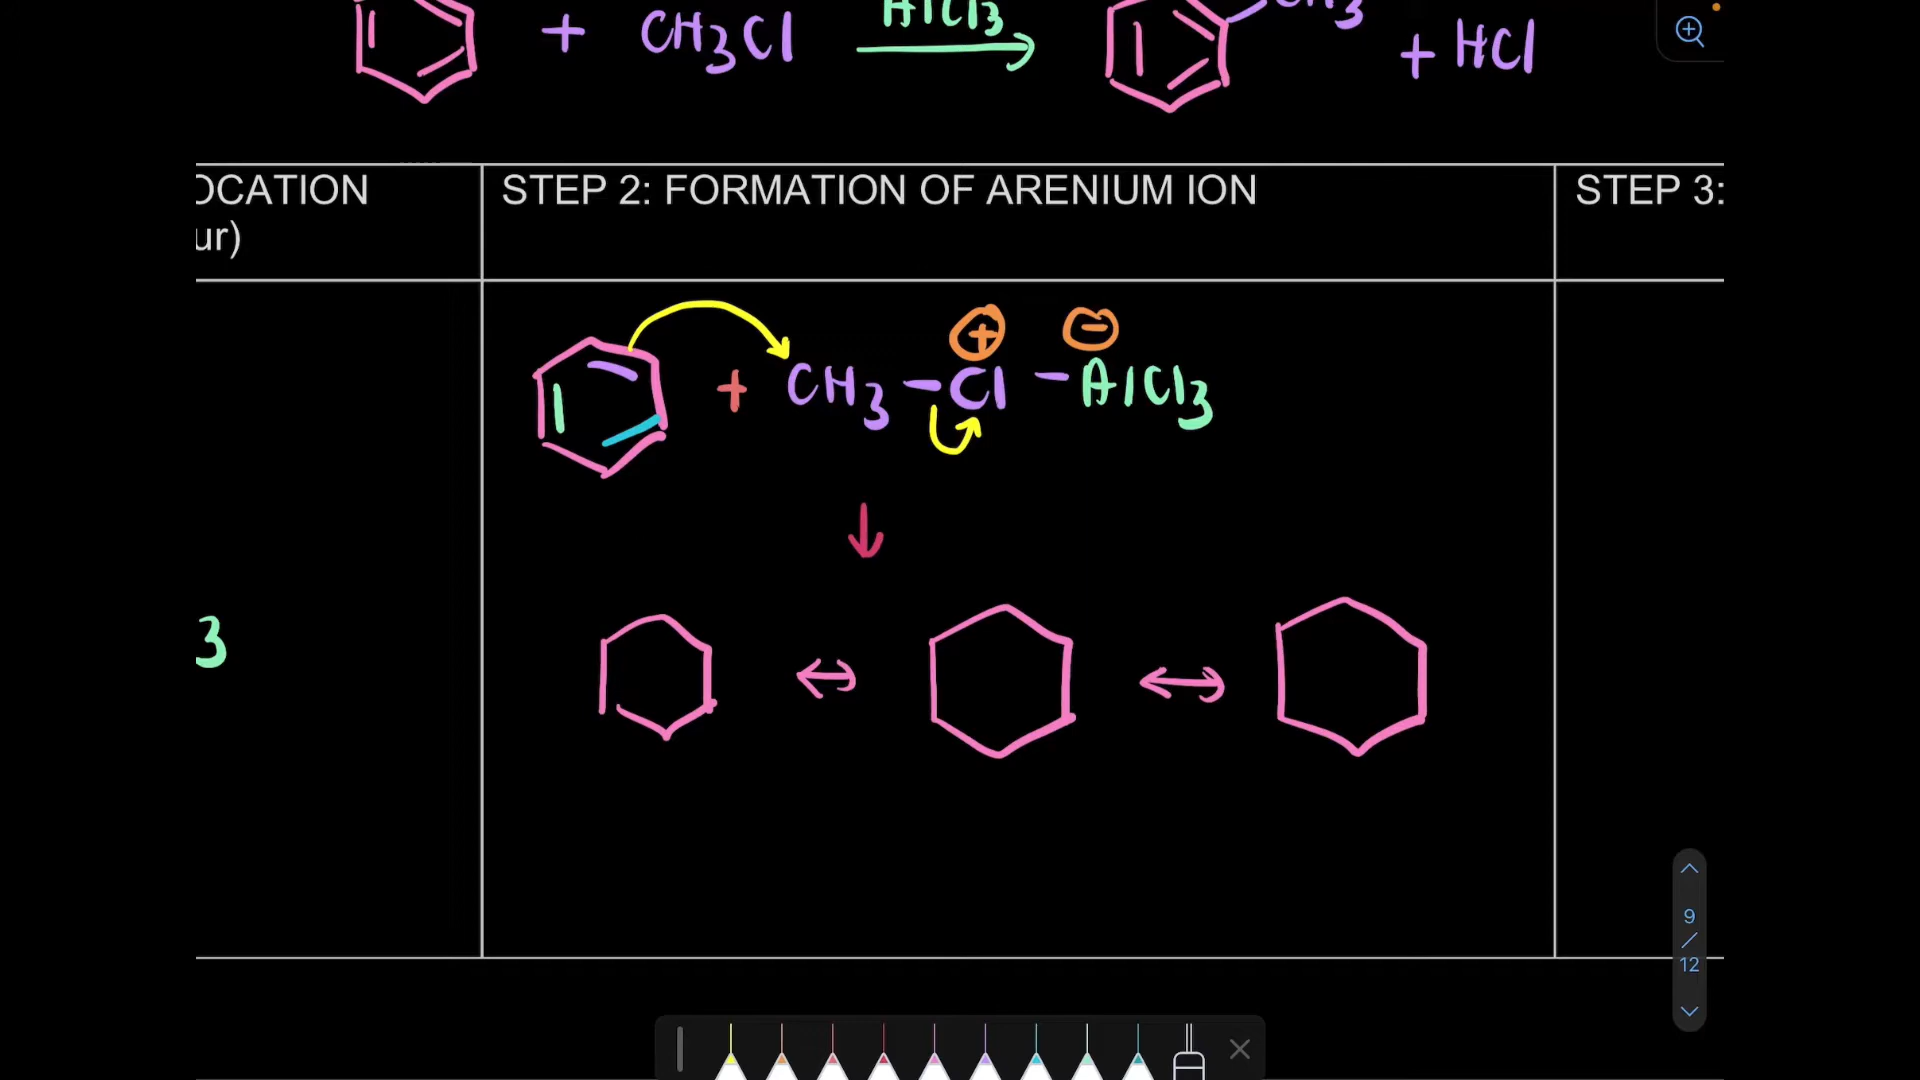 + CH3Cl AlCl3 CH3 + HCl
OCATION
ur)
STEP 2: FORMATION OF ARENIUM ION
STEP 3:
+ -
+ CH3 - Cl - AlCl3
3
9
/
12